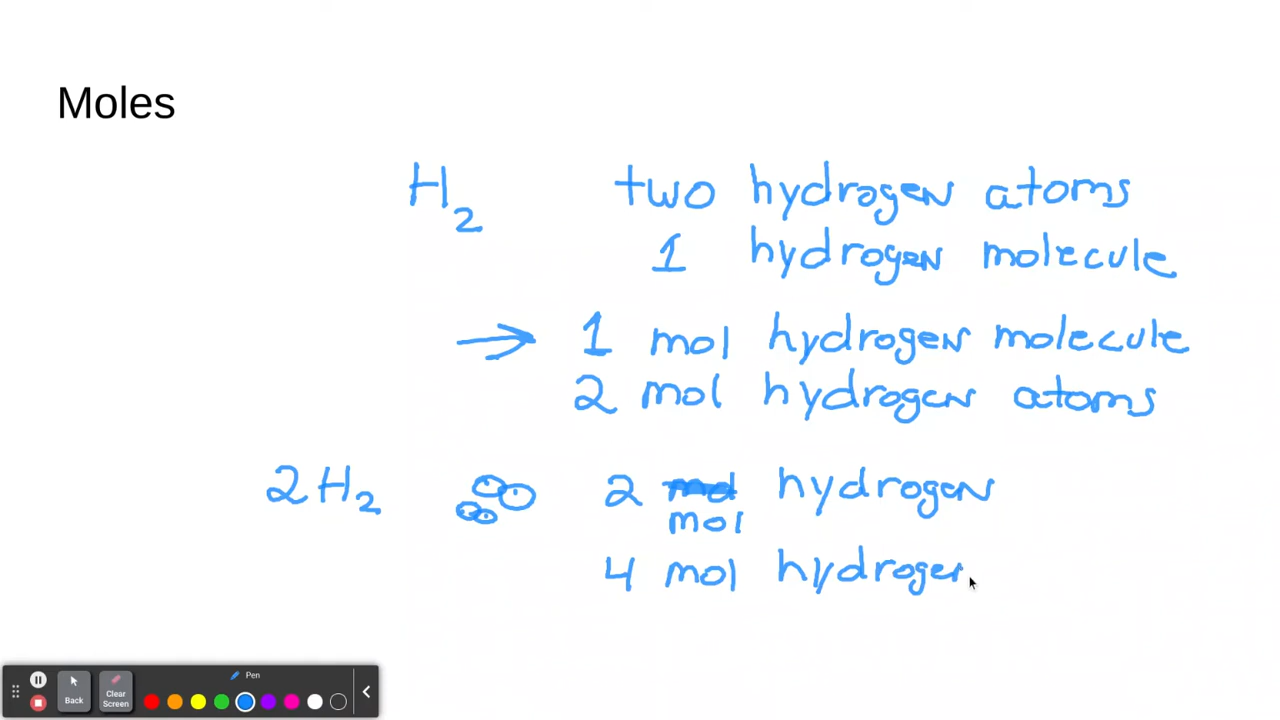 Moles
H2 two hydrogen atoms
1 hydrogen molecule
→ 1 mol hydrogen molecule
2 mol hydrogen atoms
2H2 2 hydrogen
mol
4 mol hydrogen
Pen
Back
Clear
Screen